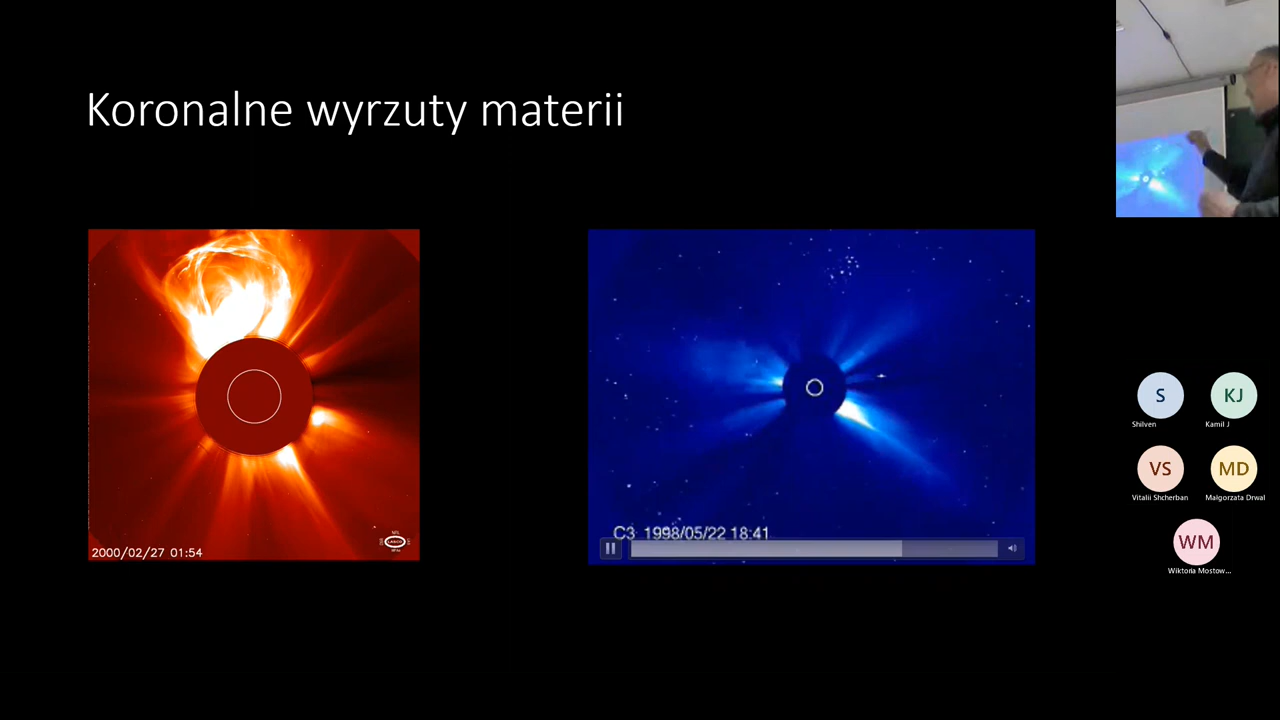 Koronalne wyrzuty materii
2000/02/27 01:54
C3 1998/05/22 18:41
S
Shilven
KJ
Kamil J
VS
Vitalii Shcherban
MD
Małgorzata Drwal
WM
Wiktoria Mostow...